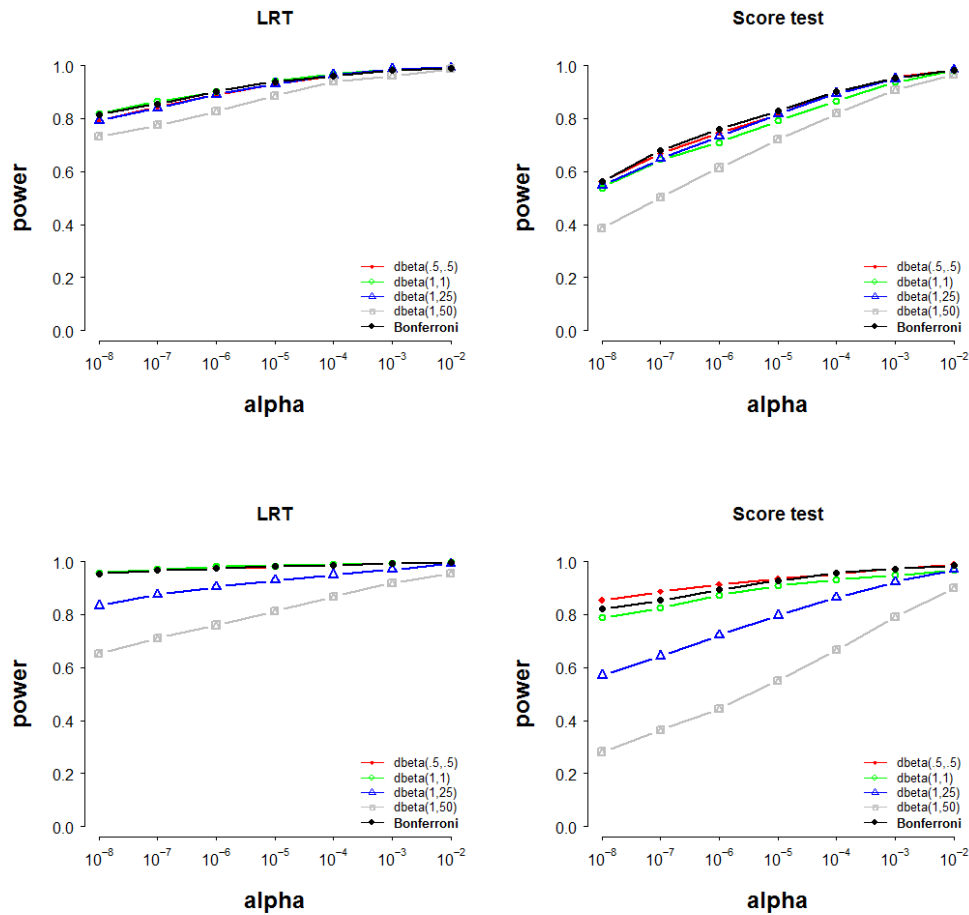 LRT
1.0
0.8
0.6
0.4
0.2
0.0
power
dbeta(.5,.5)
dbeta(1,1)
dbeta(1,25)
dbeta(1,50)
Bonferroni
10⁻⁸ 10⁻⁷ 10⁻⁶ 10⁻⁵ 10⁻⁴ 10⁻³ 10⁻²
alpha
Score test
1.0
0.8
0.6
0.4
0.2
0.0
power
dbeta(.5,.5)
dbeta(1,1)
dbeta(1,25)
dbeta(1,50)
Bonferroni
10⁻⁸ 10⁻⁷ 10⁻⁶ 10⁻⁵ 10⁻⁴ 10⁻³ 10⁻²
alpha
LRT
1.0
0.8
0.6
0.4
0.2
0.0
power
dbeta(.5,.5)
dbeta(1,1)
dbeta(1,25)
dbeta(1,50)
Bonferroni
10⁻⁸ 10⁻⁷ 10⁻⁶ 10⁻⁵ 10⁻⁴ 10⁻³ 10⁻²
alpha
Score test
1.0
0.8
0.6
0.4
0.2
0.0
power
dbeta(.5,.5)
dbeta(1,1)
dbeta(1,25)
dbeta(1,50)
Bonferroni
10⁻⁸ 10⁻⁷ 10⁻⁶ 10⁻⁵ 10⁻⁴ 10⁻³ 10⁻²
alpha